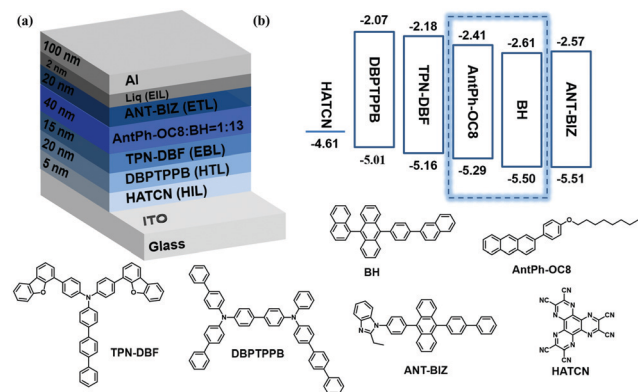 (a)
100 nm
2 nm
20 nm
40 nm
15 nm
20 nm
5 nm
Al
Liq (EIL)
ANT-BIZ (ETL)
AntPh-OC8:BH=1:13
TPN-DBF (EBL)
DBPTPPB (HTL)
HATCN (HIL)
ITO
Glass
(b)
-2.07
-2.18
-2.41
-2.61
-2.57
HATCN
DBPTPPB
TPN-DBF
AntPh-OC8
BH
ANT-BIZ
-4.61
-5.01
-5.16
-5.29
-5.50
-5.51
BH
O
AntPh-OC8
O
N
O
TPN-DBF
N
N
DBPTPPB
N
N
ANT-BIZ
NC
CN
N
N
NC
N
N
CN
NC
N
N
CN
HATCN